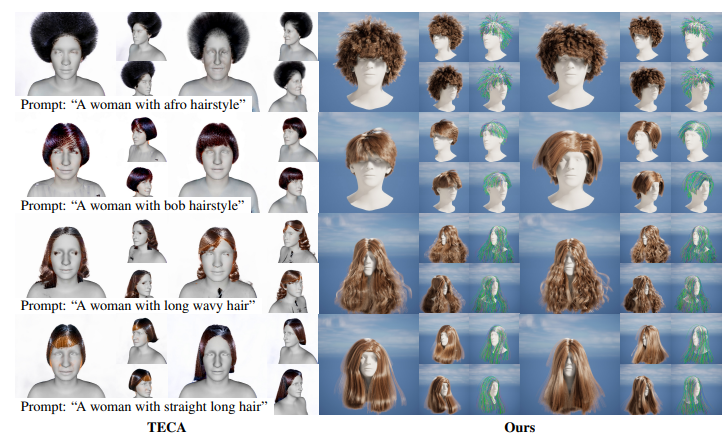 Prompt: “A woman with afro hairstyle”
Prompt: “A woman with bob hairstyle”
Prompt: “A woman with long wavy hair”
Prompt: “A woman with straight long hair”
TECA Ours